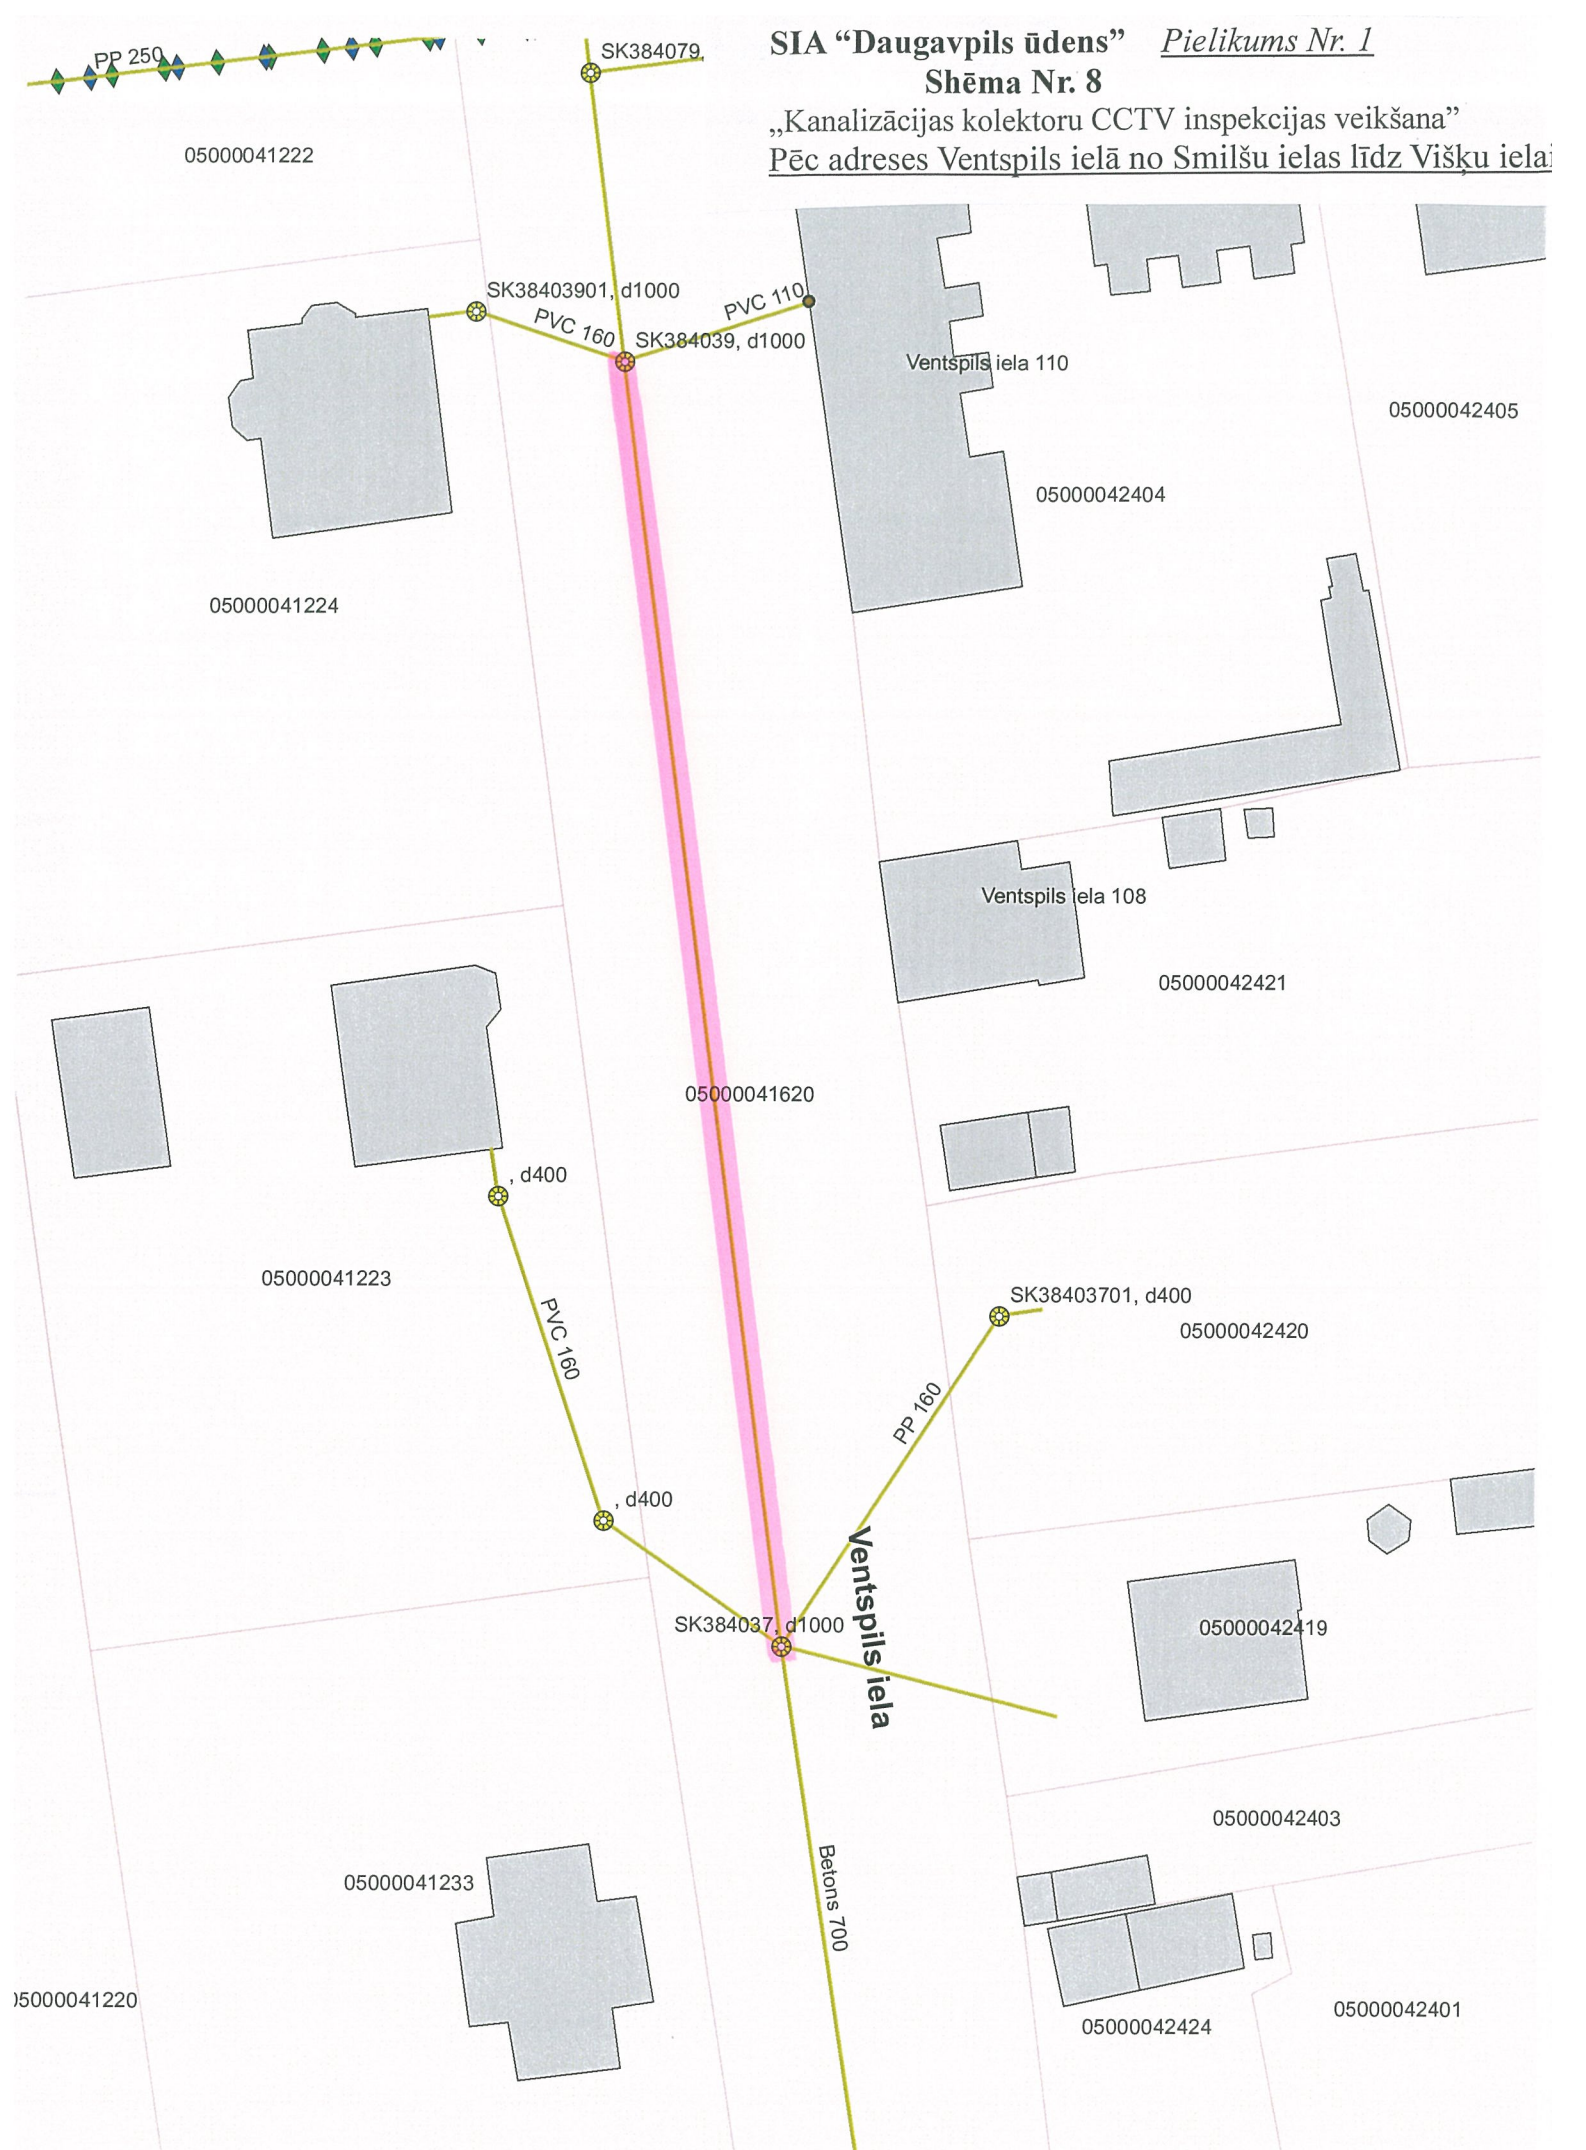 SIA “Daugavpils ūdens” Pielikums Nr. 1
Shēma Nr. 8
„Kanalizācijas kolektoru CCTV inspekcijas veikšana”
Pēc adreses Ventspils ielā no Smilšu ielas līdz Višķu ielai
PP 250
SK384079,
05000041222
SK38403901, d1000
PVC 160
PVC 110
SK384039, d1000
Ventspils iela 110
05000042405
05000042404
05000041224
Ventspils iela 108
05000042421
05000041620
, d400
05000041223
PVC 160
SK38403701, d400
05000042420
PP 160
, d400
Ventspils iela
SK384037, d1000
05000042419
05000042403
Betons 700
05000041233
05000041220
05000042401
05000042424